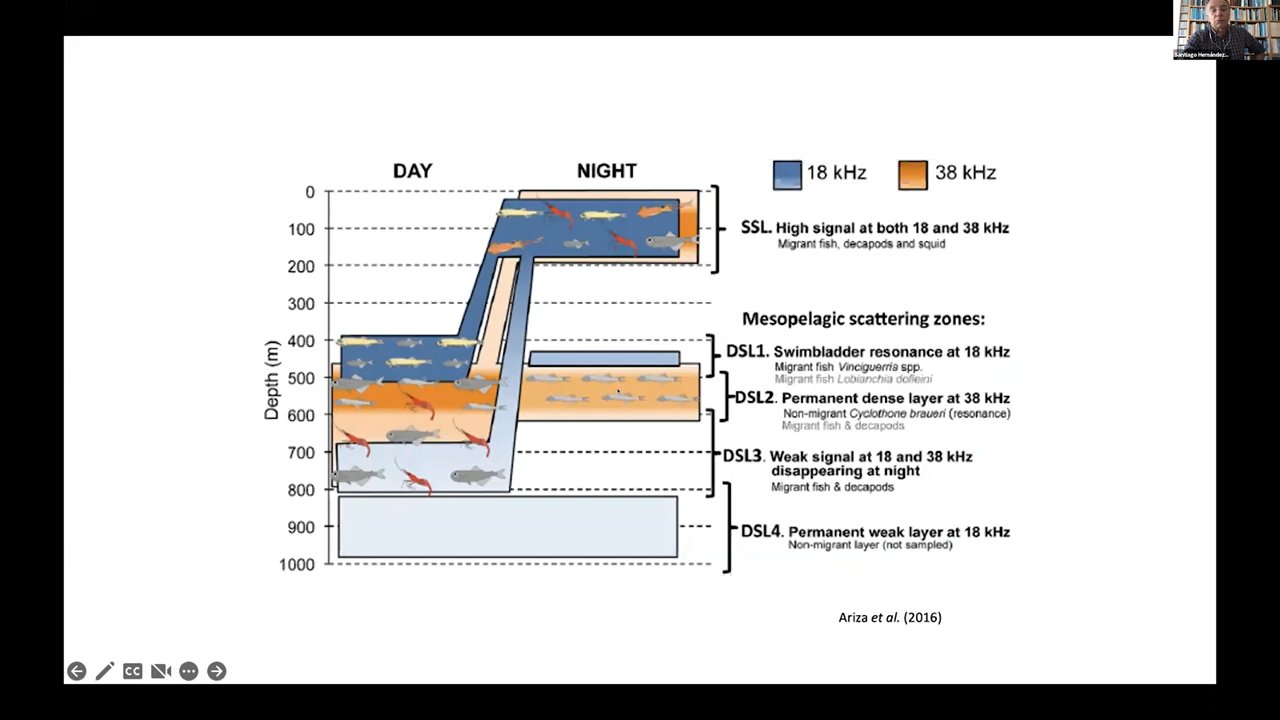 Santiago Hernández...
DAY
NIGHT
18 kHz
38 kHz
0
100
200
300
400
500
600
700
800
900
1000
Depth (m)
SSL. High signal at both 18 and 38 kHz
Migrant fish, decapods and squid
Mesopelagic scattering zones:
DSL1. Swimbladder resonance at 18 kHz
Migrant fish Vinciguerria spp.
Migrant fish Lobianchia dofleini
DSL2. Permanent dense layer at 38 kHz
Non-migrant Cyclothone braueri (resonance)
Migrant fish & decapods
DSL3. Weak signal at 18 and 38 kHz
disappearing at night
Migrant fish & decapods
DSL4. Permanent weak layer at 18 kHz
Non-migrant layer (not sampled)
Ariza et al. (2016)
CC